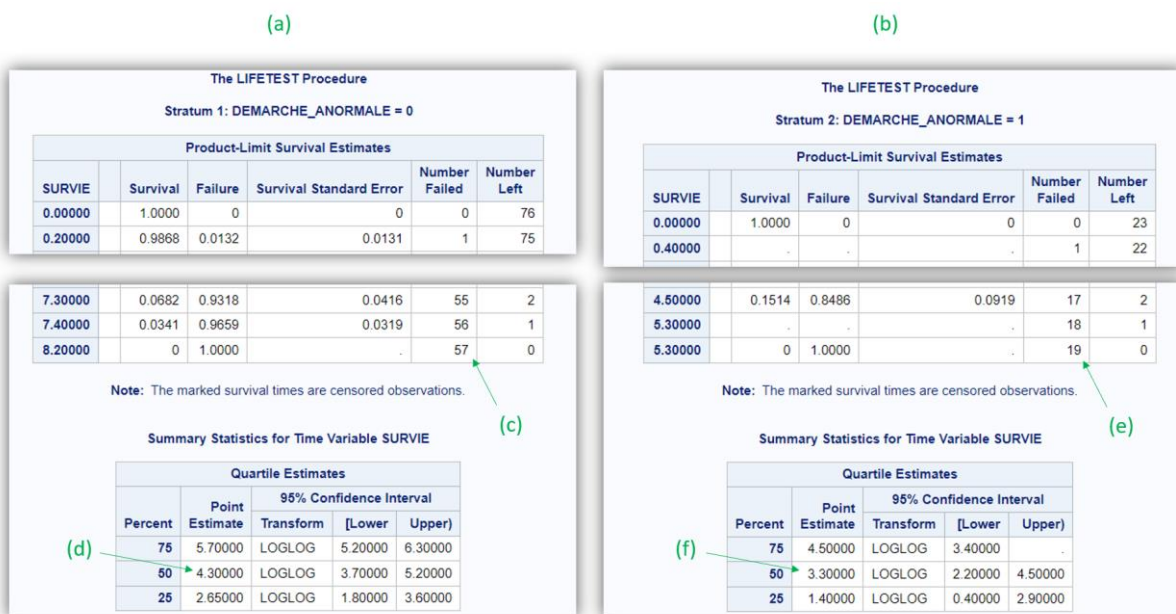 (a)
The LIFETEST Procedure
Stratum 1: DEMARCHE_ANORMALE = 0
Product-Limit Survival Estimates
SURVIE Survival Failure Survival Standard Error Number Failed Number Left
0.00000 1.0000 0 0 0 76
0.20000 0.9868 0.0132 0.0131 1 75
7.30000 0.0682 0.9318 0.0416 55 2
7.40000 0.0341 0.9659 0.0319 56 1
8.20000 0 1.0000 . 57 0
Note: The marked survival times are censored observations.
(c)
Summary Statistics for Time Variable SURVIE
Quartile Estimates
Percent Point Estimate 95% Confidence Interval
Transform [Lower Upper)
75 5.70000 LOGLOG 5.20000 6.30000
(d)
50 4.30000 LOGLOG 3.70000 5.20000
25 2.65000 LOGLOG 1.80000 3.60000
(b)
The LIFETEST Procedure
Stratum 2: DEMARCHE_ANORMALE = 1
Product-Limit Survival Estimates
SURVIE Survival Failure Survival Standard Error Number Failed Number Left
0.00000 1.0000 0 0 0 23
0.40000 . . . 1 22
4.50000 0.1514 0.8486 0.0919 17 2
5.30000 . . . 18 1
5.30000 0 1.0000 . 19 0
Note: The marked survival times are censored observations.
(e)
Summary Statistics for Time Variable SURVIE
Quartile Estimates
Percent Point Estimate 95% Confidence Interval
Transform [Lower Upper)
75 4.50000 LOGLOG 3.40000 .
(f)
50 3.30000 LOGLOG 2.20000 4.50000
25 1.40000 LOGLOG 0.40000 2.90000